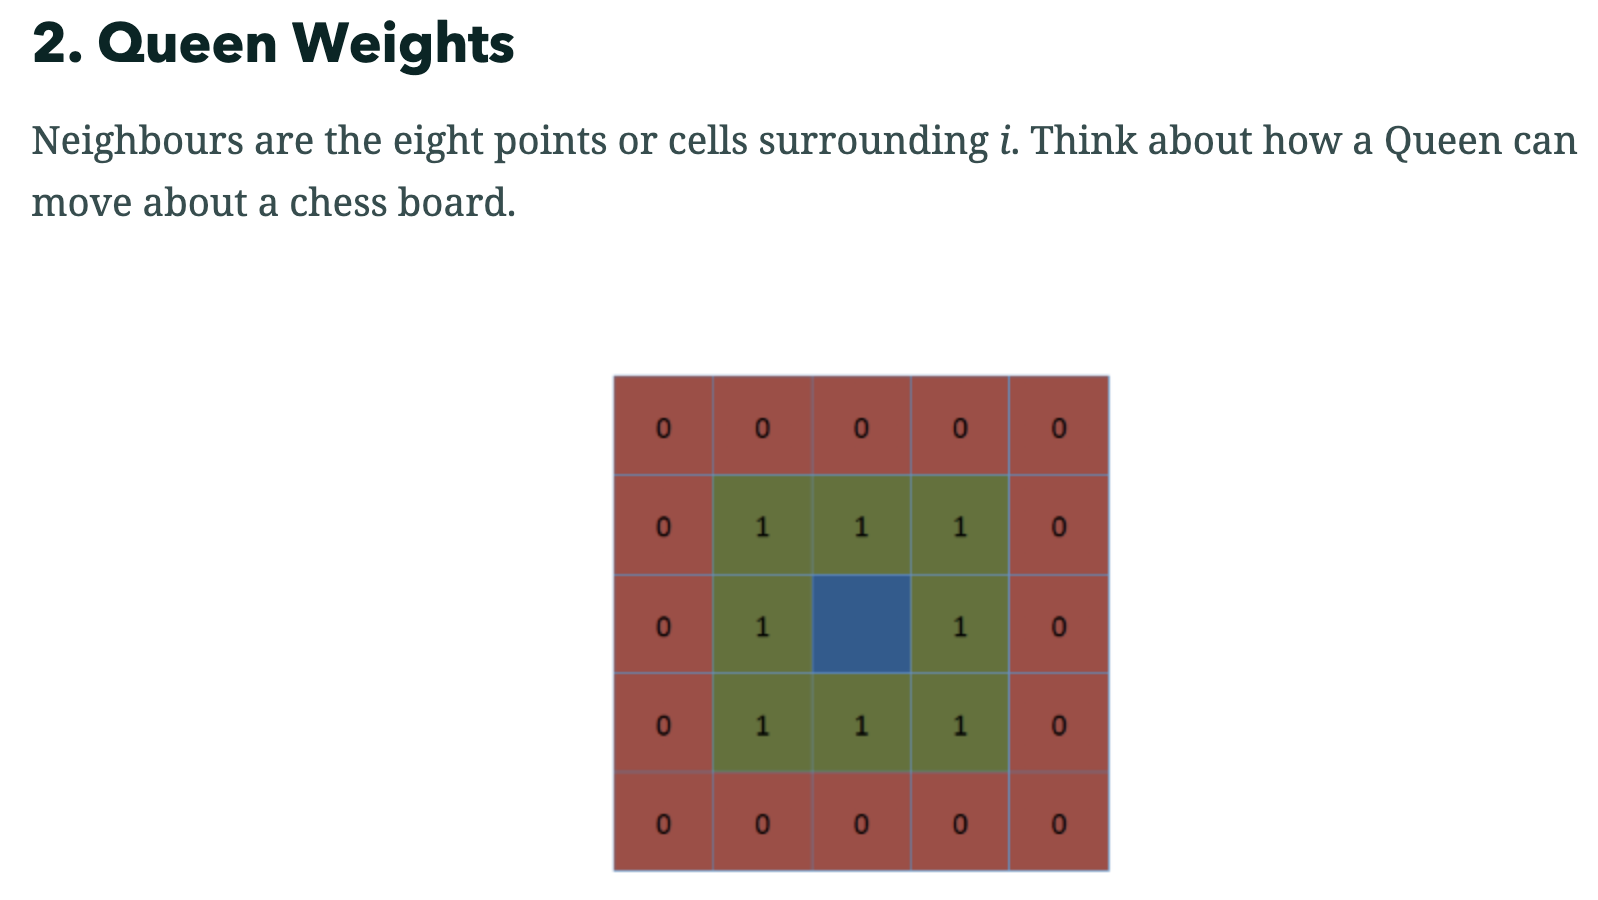 2. Queen Weights
Neighbours are the eight points or cells surrounding i. Think about how a Queen can
move about a chess board.
0 0 0 0 0
0 1 1 1 0
0 1 1 0
0 1 1 1 0
0 0 0 0 0